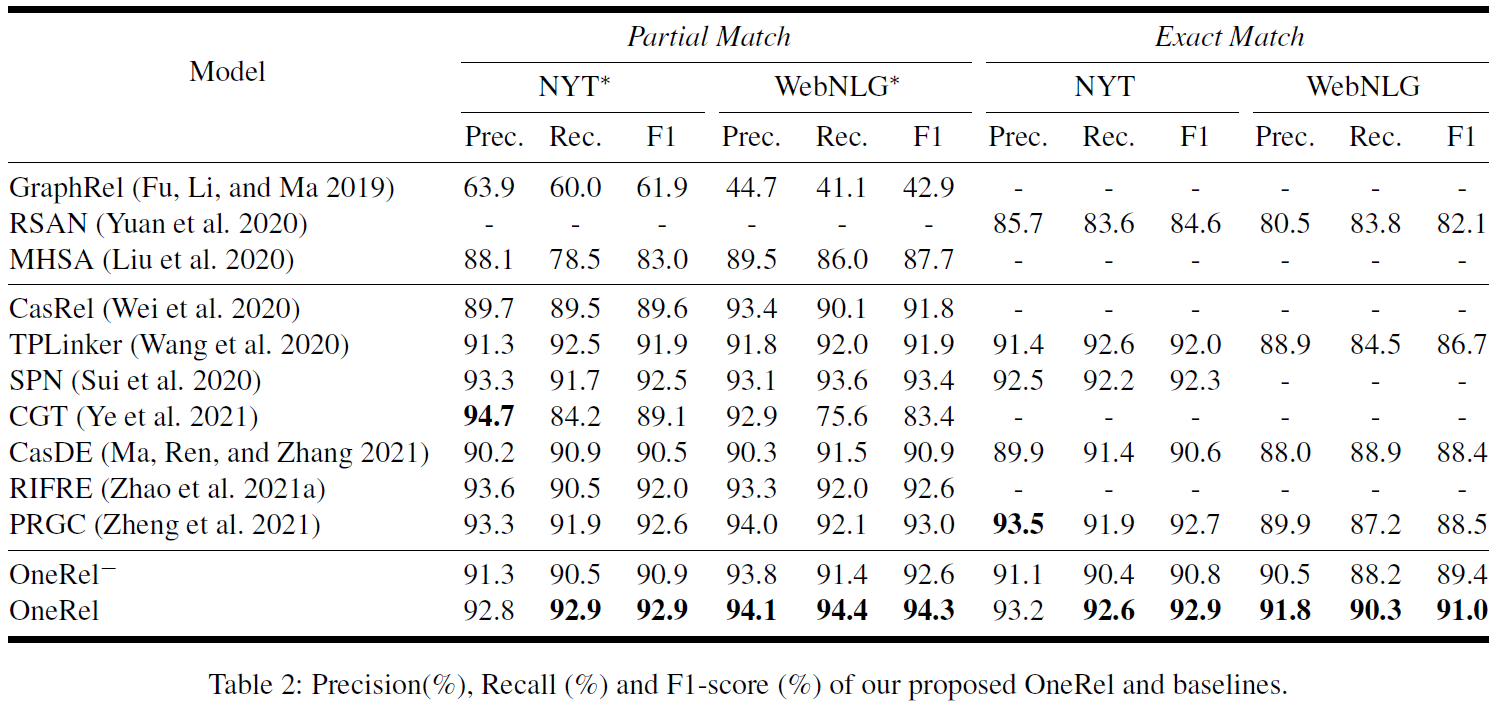 Model Partial Match Exact Match
NYT* WebNLG* NYT WebNLG
Prec. Rec. F1 Prec. Rec. F1 Prec. Rec. F1 Prec. Rec. F1
GraphRel (Fu, Li, and Ma 2019) 63.9 60.0 61.9 44.7 41.1 42.9 - - - - - -
RSAN (Yuan et al. 2020) - - - - - - 85.7 83.6 84.6 80.5 83.8 82.1
MHSA (Liu et al. 2020) 88.1 78.5 83.0 89.5 86.0 87.7 - - - - - -
CasRel (Wei et al. 2020) 89.7 89.5 89.6 93.4 90.1 91.8 - - - - - -
TPLinker (Wang et al. 2020) 91.3 92.5 91.9 91.8 92.0 91.9 91.4 92.6 92.0 88.9 84.5 86.7
SPN (Sui et al. 2020) 93.3 91.7 92.5 93.1 93.6 93.4 92.5 92.2 92.3 - - -
CGT (Ye et al. 2021) 94.7 84.2 89.1 92.9 75.6 83.4 - - - - - -
CasDE (Ma, Ren, and Zhang 2021) 90.2 90.9 90.5 90.3 91.5 90.9 89.9 91.4 90.6 88.0 88.9 88.4
RIFRE (Zhao et al. 2021a) 93.6 90.5 92.0 93.3 92.0 92.6 - - - - - -
PRGC (Zheng et al. 2021) 93.3 91.9 92.6 94.0 92.1 93.0 93.5 91.9 92.7 89.9 87.2 88.5
OneRel⁻ 91.3 90.5 90.9 93.8 91.4 92.6 91.1 90.4 90.8 90.5 88.2 89.4
OneRel 92.8 92.9 92.9 94.1 94.4 94.3 93.2 92.6 92.9 91.8 90.3 91.0
Table 2: Precision(%), Recall (%) and F1-score (%) of our proposed OneRel and baselines.